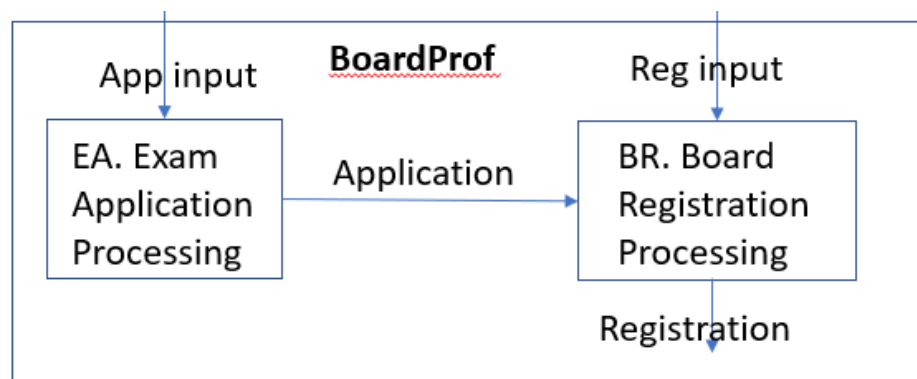 BoardProf
App input
Reg input
EA. Exam
Application
Processing
Application
BR. Board
Registration
Processing
Registration